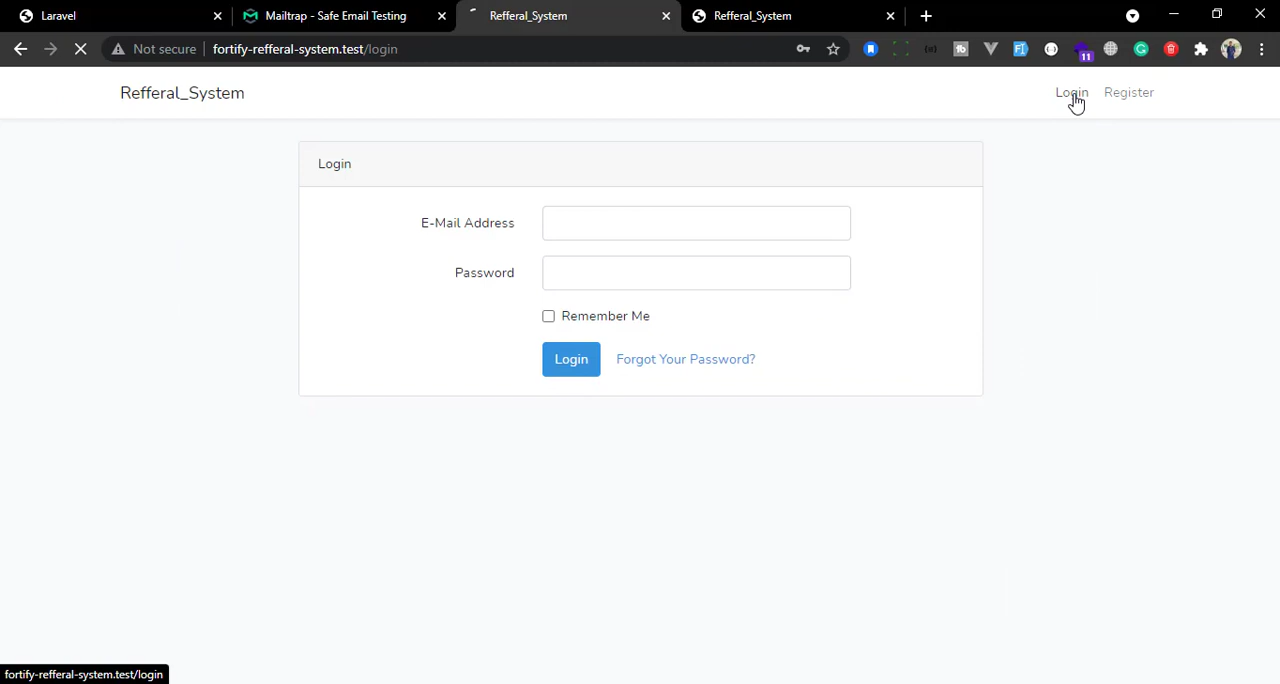 Laravel
Mailtrap - Safe Email Testing
Refferal_System
Refferal_System
Not secure
fortify-refferal-system.test/login
11
Refferal_System
Login
Register
Login
E-Mail Address
Password
Remember Me
Login
Forgot Your Password?
fortify-refferal-system.test/login